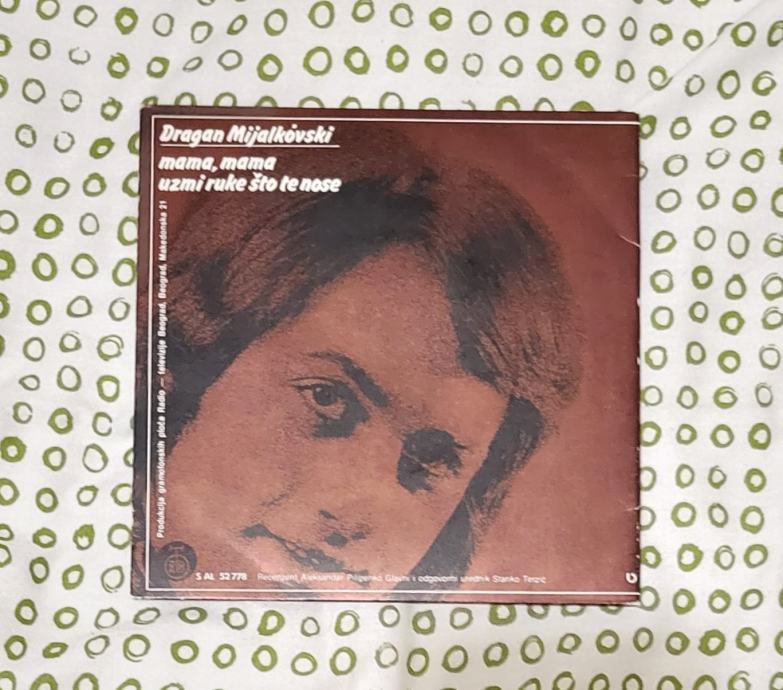 Dragan Mijalkovski
mama, mama
uzmi ruke što te nose
Produkcija gramofonskih ploča Radio — televizije Beograd, Beograd, Makedonska 21
S AL 52778 Recenzent Aleksandar Pilipenko Glavni i odgovorni urednik Stanko Terzić